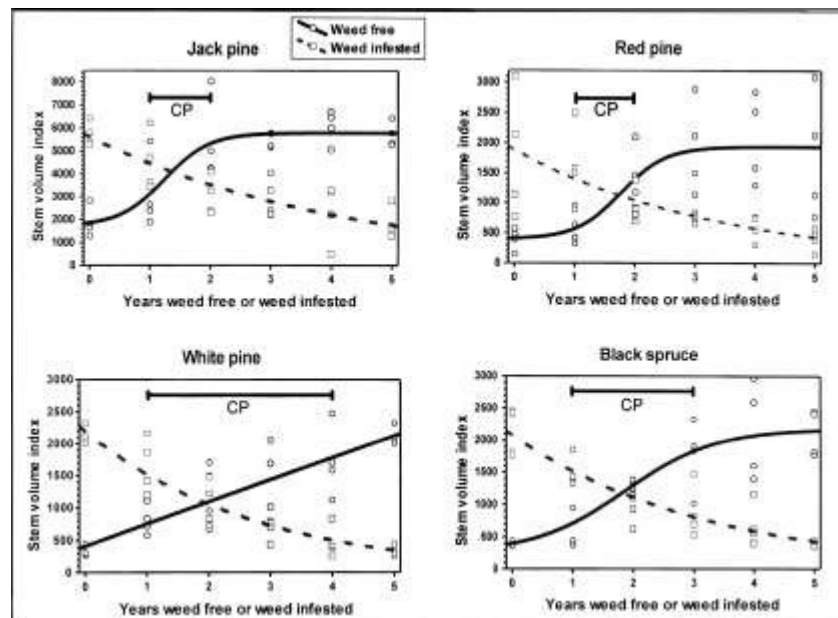 Weed free
Weed infested
Jack pine
Stem volume index
8000
7000
6000
5000
4000
3000
2000
1000
0
CP
0 1 2 3 4 5
Years weed free or weed infested
Red pine
Stem volume index
3000
2500
2000
1500
1000
500
0
CP
0 1 2 3 4 5
Years weed free or weed infested
White pine
Stem volume index
3000
2500
2000
1500
1000
500
0
CP
0 1 2 3 4 5
Years weed free or weed infested
Black spruce
Stem volume index
3000
2500
2000
1500
1000
500
0
CP
0 1 2 3 4 5
Years weed free or weed infested